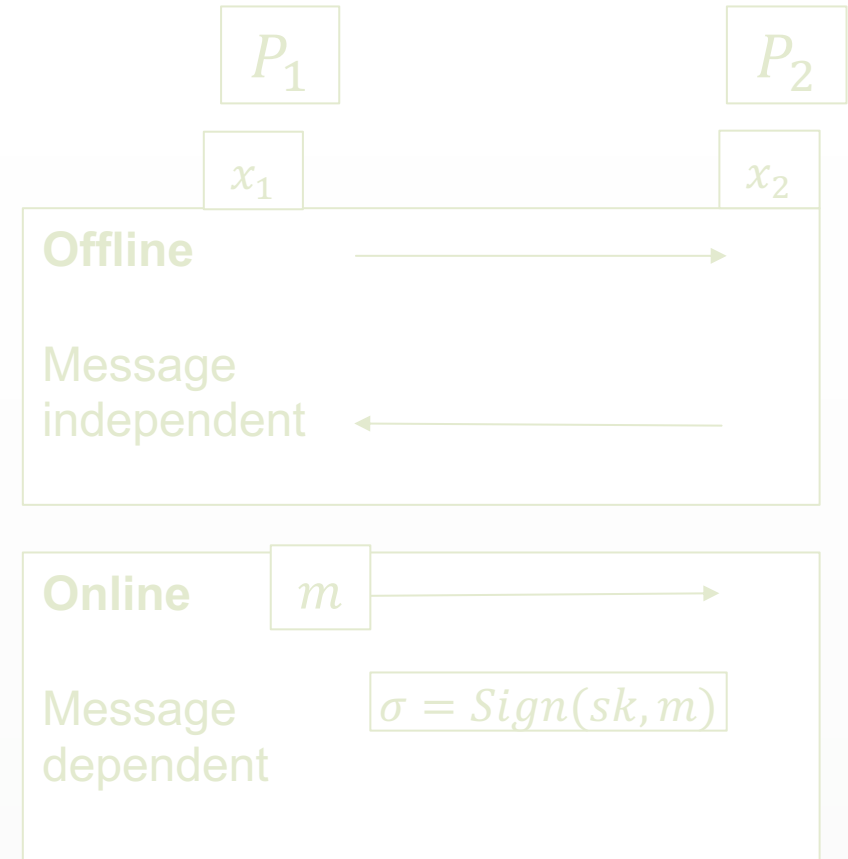 P₁ P₂
x₁ x₂
Offline
Message
independent
Online m
Message σ = Sign(sk, m)
dependent